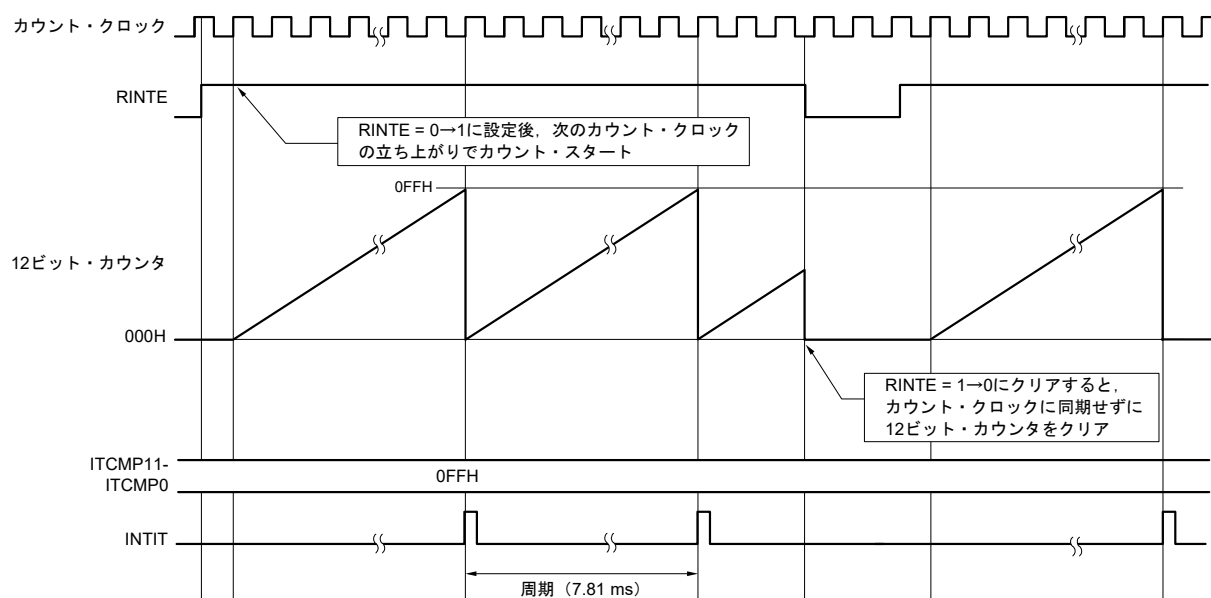 カウント・クロック
RINTE
RINTE = 0→1に設定後，次のカウント・クロック
の立ち上がりでカウント・スタート
0FFH
12ビット・カウンタ
000H
RINTE = 1→0にクリアすると，
カウント・クロックに同期せずに
12ビット・カウンタをクリア
ITCMP11-
ITCMP0
0FFH
INTIT
周期（7.81 ms）